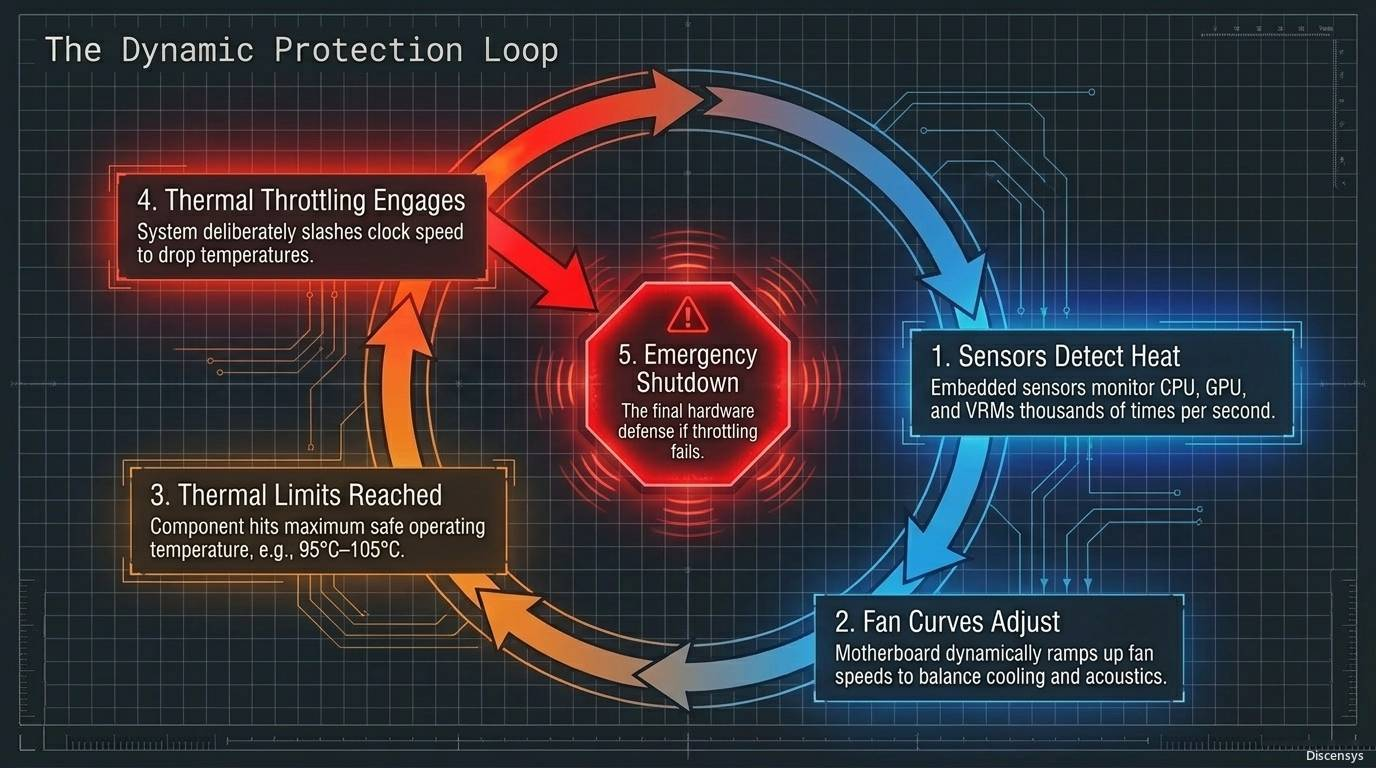 The Dynamic Protection Loop
4. Thermal Throttling Engages
System deliberately slashes clock speed
to drop temperatures.
5. Emergency
Shutdown
The final hardware
defense if throttling
fails.
1. Sensors Detect Heat
Embedded sensors monitor CPU, GPU,
and VRMs thousands of times per second.
3. Thermal Limits Reached
Component hits maximum safe operating
temperature, e.g., 95°C–105°C.
2. Fan Curves Adjust
Motherboard dynamically ramps up fan
speeds to balance cooling and acoustics.
Discensys